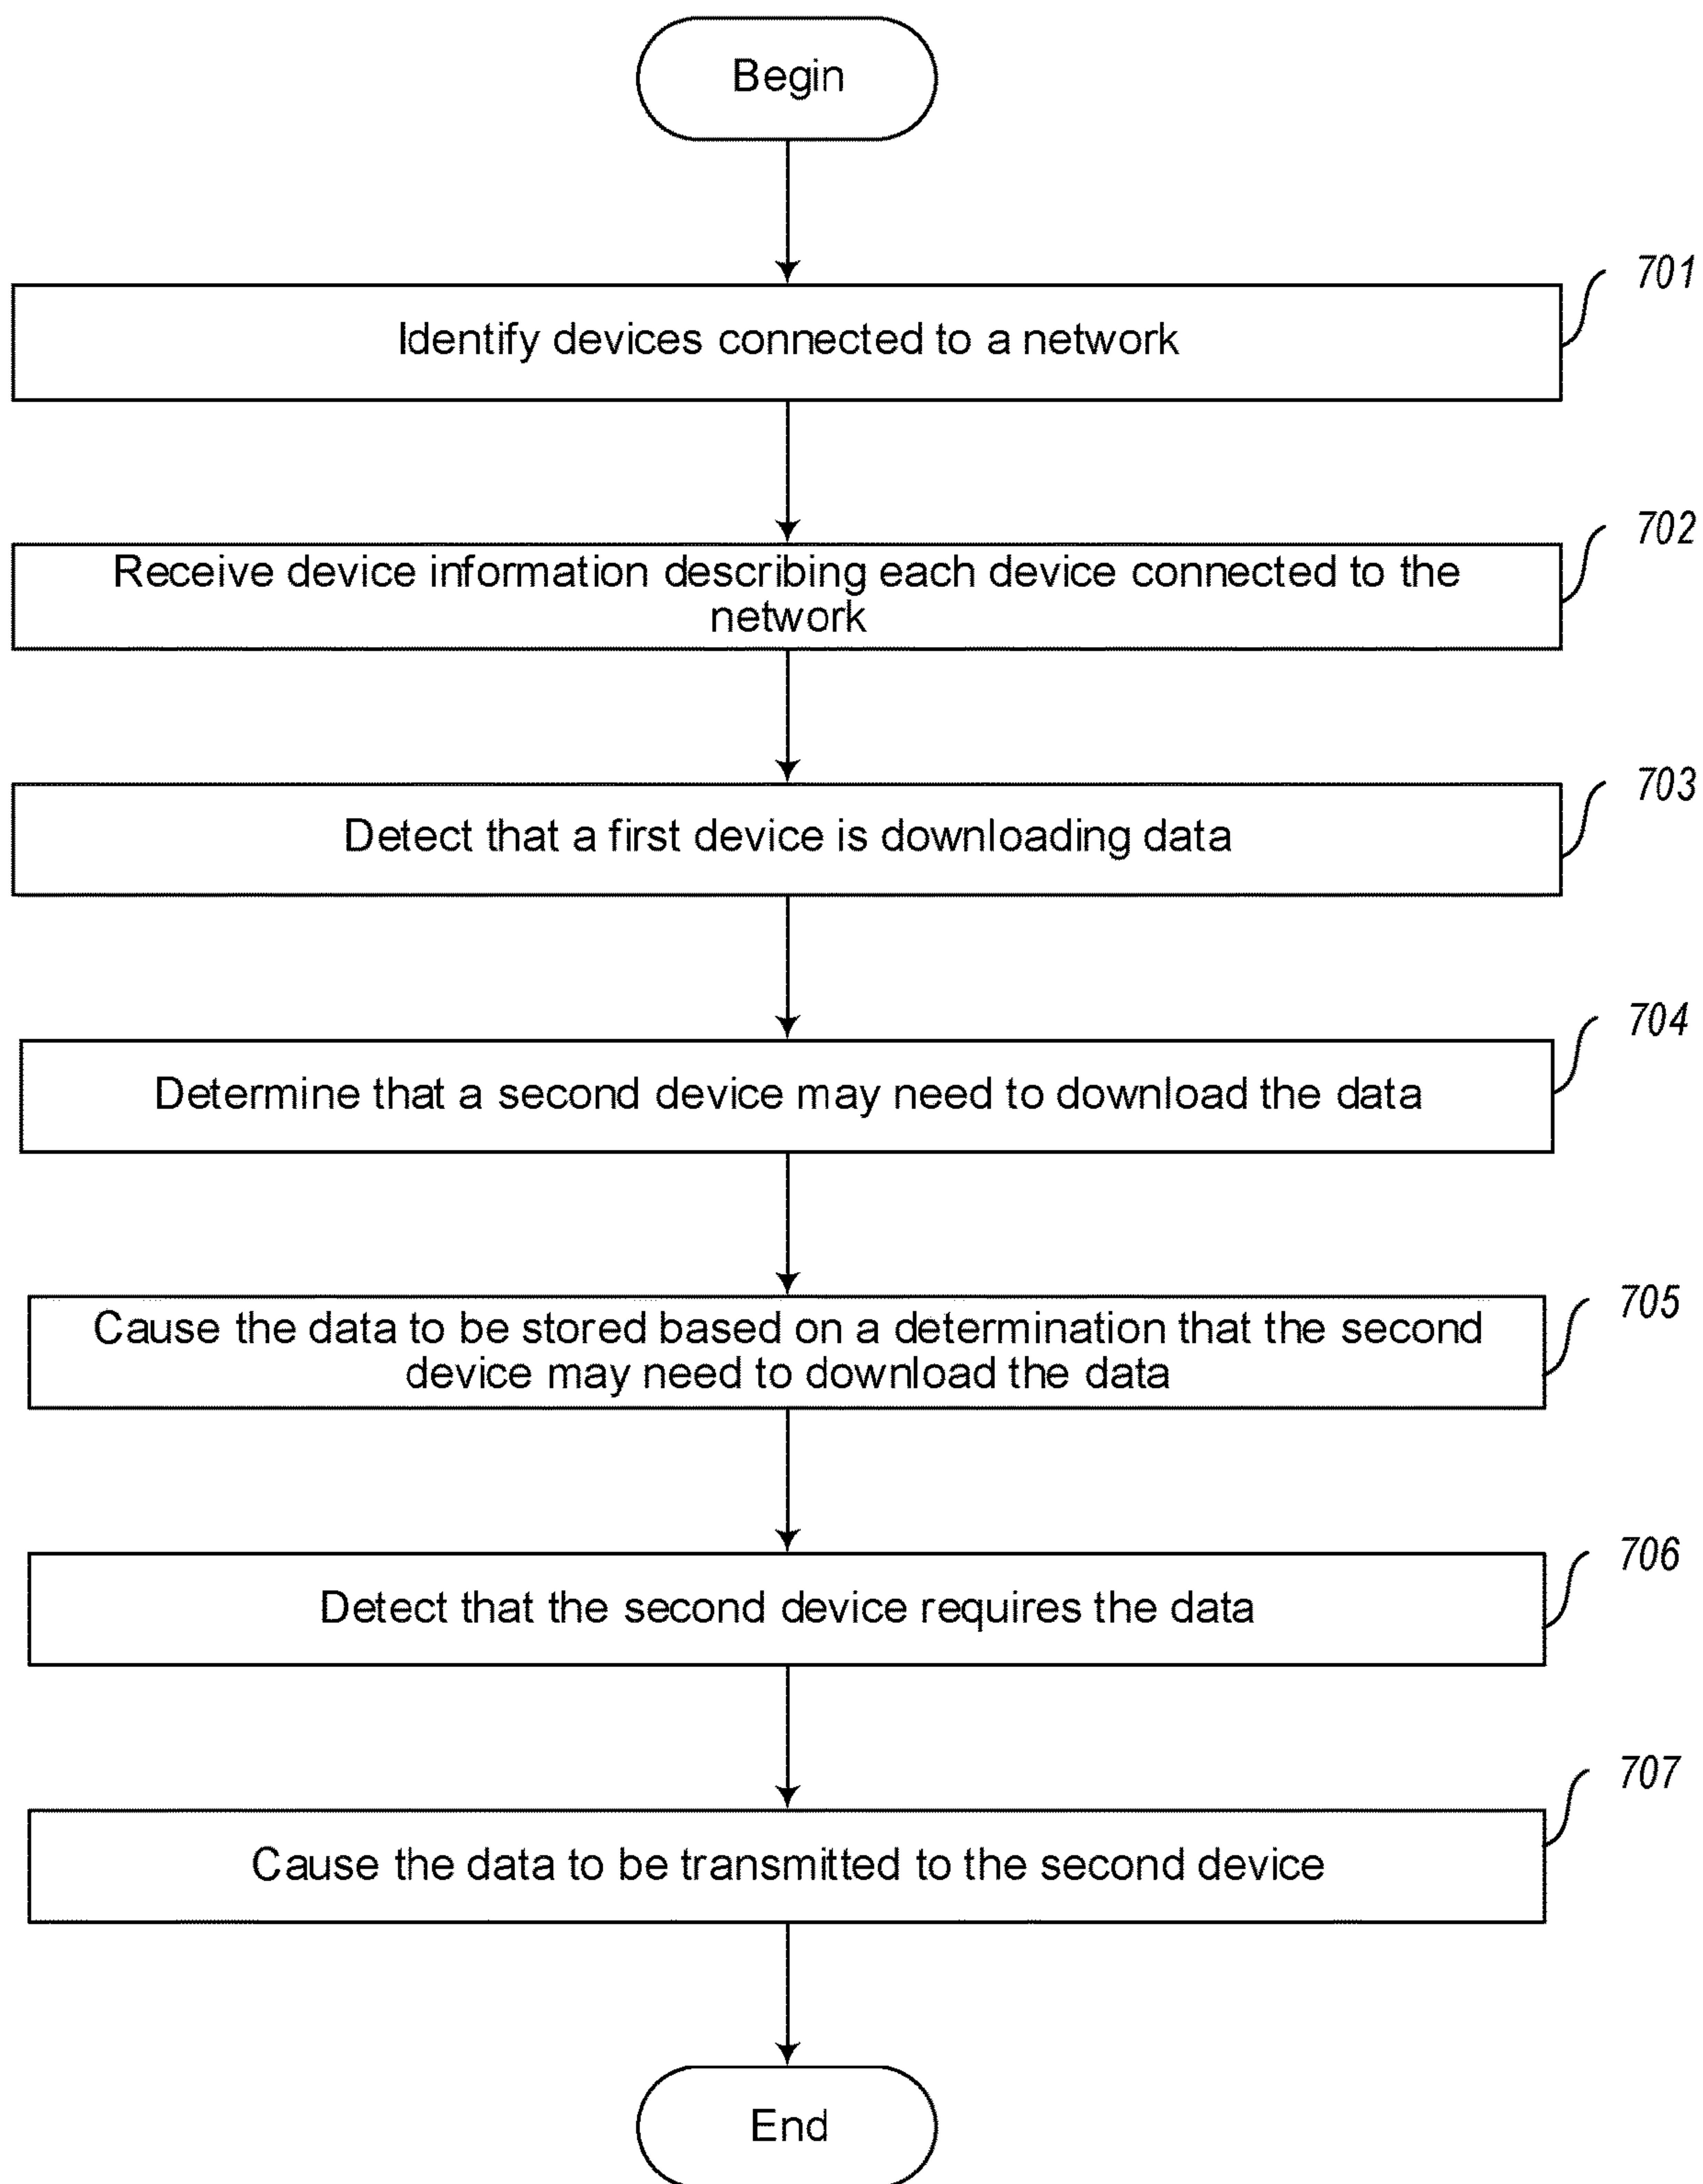 Begin
701
Identify devices connected to a network
702
Receive device information describing each device connected to the
network
703
Detect that a first device is downloading data
704
Determine that a second device may need to download the data
705
Cause the data to be stored based on a determination that the second
device may need to download the data
706
Detect that the second device requires the data
707
Cause the data to be transmitted to the second device
End